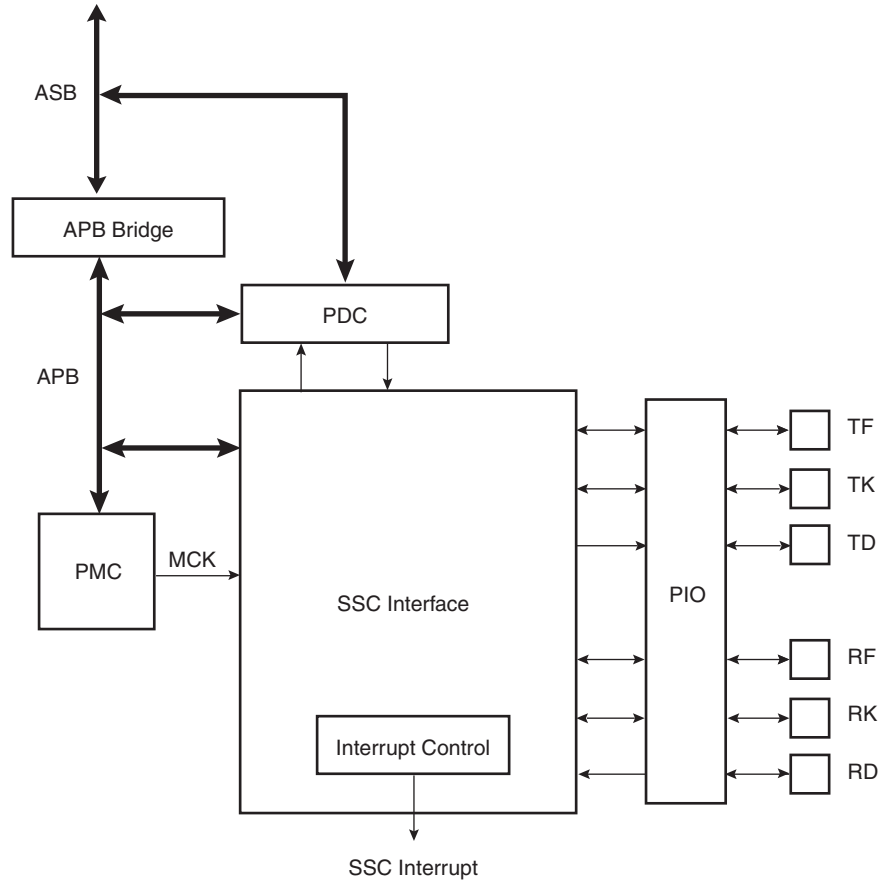 ASB
APB Bridge
PDC
APB
TF
TK
PMC
MCK
TD
SSC Interface
PIO
RF
RK
Interrupt Control
RD
SSC Interrupt